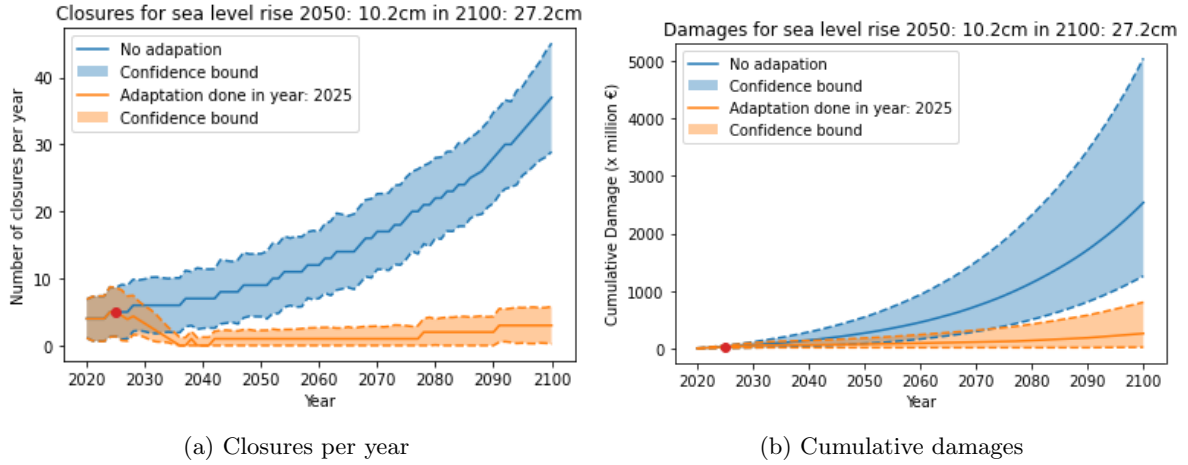 Closures for sea level rise 2050: 10.2cm in 2100: 27.2cm
No adapation
Confidence bound
Adaptation done in year: 2025
Confidence bound
Number of closures per year
40
30
20
10
0
2020 2030 2040 2050 2060 2070 2080 2090 2100
Year
(a) Closures per year
Damages for sea level rise 2050: 10.2cm in 2100: 27.2cm
No adapation
Confidence bound
Adaptation done in year: 2025
Confidence bound
Cumulative Damage (x million €)
5000
4000
3000
2000
1000
0
2020 2030 2040 2050 2060 2070 2080 2090 2100
Year
(b) Cumulative damages